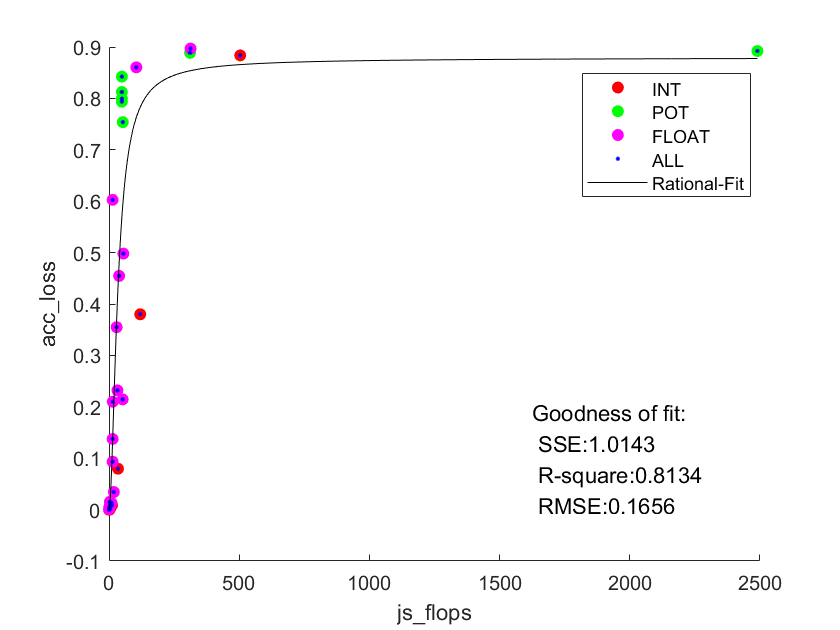 0.9
0.8
0.7
0.6
0.5
0.4
0.3
0.2
0.1
0
-0.1
acc_loss
INT
POT
FLOAT
ALL
Rational-Fit
Goodness of fit:
SSE:1.0143
R-square:0.8134
RMSE:0.1656
0 500 1000 1500 2000 2500
js_flops